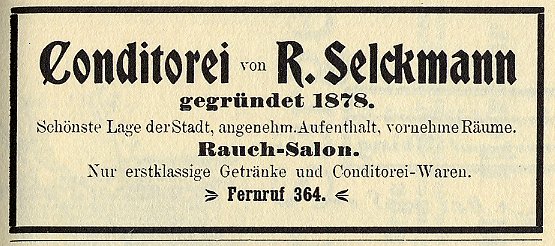 Conditorei von R. Selckmann
gegründet 1878.
Schönste Lage der Stadt, angenehm. Aufenthalt, vornehme Räume.
Rauch-Salon.
Nur erstklassige Getränke und Conditorei-Waren.
Fernruf 364.